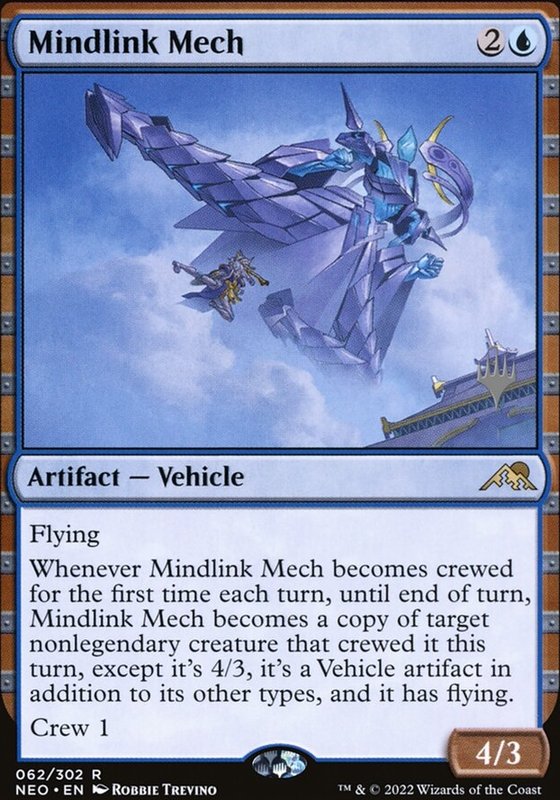 Mindlink Mech 2
Artifact — Vehicle
Flying
Whenever Mindlink Mech becomes crewed
for the first time each turn, until end of turn,
Mindlink Mech becomes a copy of target
nonlegendary creature that crewed it this
turn, except it's 4/3, it's a Vehicle artifact in
addition to its other types, and it has flying.
Crew 1
4/3
062/302 R
NEO • EN Robbie Trevino
™ & © 2022 Wizards of the Coast